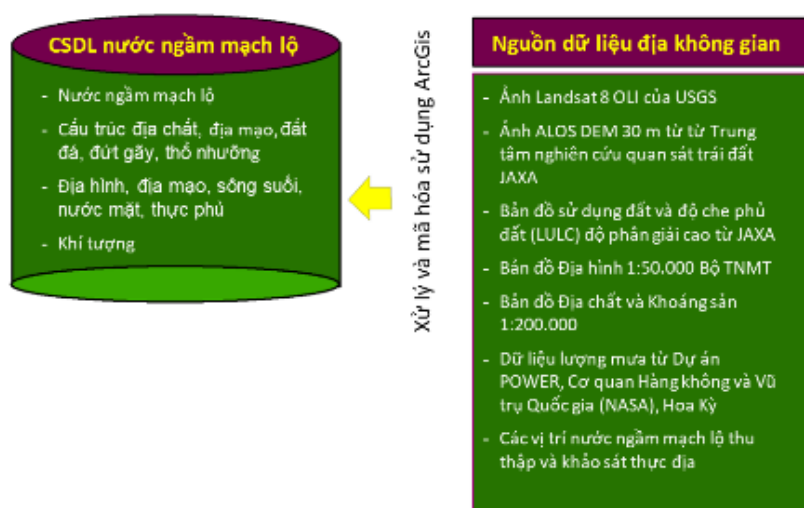 CSDL nước ngầm mạch lộ
- Nước ngầm mạch lộ
- Cấu trúc địa chất, địa mạo, đất
đá, đứt gãy, thổ nhưỡng
- Địa hình, địa mạo, sông suối,
nước mặt, thực phủ
- Khí tượng
Xử lý và mã hóa sử dụng ArcGis
Nguồn dữ liệu địa không gian
- Ảnh Landsat 8 OLI của USGS
- Ảnh ALOS DEM 30 m từ từ Trung
tâm nghiên cứu quan sát trái đất
JAXA
- Bản đồ sử dụng đất và độ che phủ
đất (LULC) độ phân giải cao từ JAXA
- Bản đồ Địa hình 1:50.000 Bộ TNMT
- Bản đồ Địa chất và Khoáng sản
1:200.000
- Dữ liệu lượng mưa từ Dự án
POWER, Cơ quan Hàng không và Vũ
trụ Quốc gia (NASA), Hoa Kỳ
- Các vị trí nước ngầm mạch lộ thu
thập và khảo sát thực địa